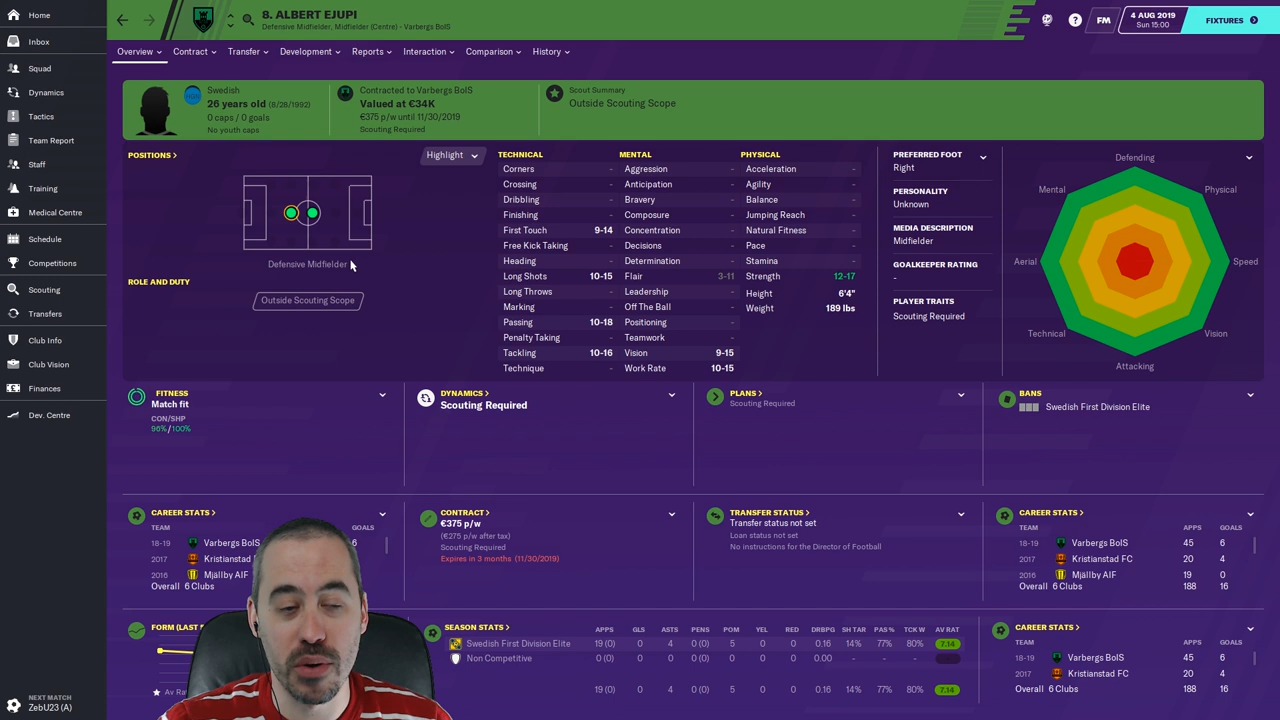 Home
Inbox
Squad
Dynamics
Tactics
Team Report
Staff
Training
Medical Centre
Schedule
Competitions
Scouting
Transfers
Club Info
Club Vision
Finances
Dev. Centre
NEXT MATCH
ZebU23 (A)
8. ALBERT EJUPI
Defensive Midfielder, Midfielder (Centre) - Varbergs BoIS
FM
4 AUG 2019
Sun 15:00
FIXTURES
Overview Contract Transfer Development Reports Interaction Comparison History
Swedish
26 years old (8/28/1992)
0 caps / 0 goals
No youth caps
Contracted to Varbergs BoIS
Valued at €34K
€375 p/w until 11/30/2019
Scouting Required
Scout Summary
Outside Scouting Scope
POSITIONS >
Highlight
Defensive Midfielder
ROLE AND DUTY
Outside Scouting Scope
TECHNICAL MENTAL PHYSICAL
Corners - Aggression - Acceleration -
Crossing - Anticipation - Agility -
Dribbling - Bravery - Balance -
Finishing - Composure - Jumping Reach -
First Touch 9-14 Concentration - Natural Fitness -
Free Kick Taking - Decisions - Pace -
Heading - Determination - Stamina -
Long Shots 10-15 Flair 3-11 Strength 12-17
Long Throws - Leadership - Height 6'4"
Marking - Off The Ball - Weight 189 lbs
Passing 10-18 Positioning -
Penalty Taking - Teamwork -
Tackling 10-16 Vision 9-15
Technique - Work Rate 10-15
PREFERRED FOOT
Right
PERSONALITY
Unknown
MEDIA DESCRIPTION
Midfielder
GOALKEEPER RATING
-
PLAYER TRAITS
Scouting Required
Defending
Mental Physical
Aerial Speed
Technical Vision
Attacking
FITNESS
Match fit
CON/SHP
96%/100%
DYNAMICS >
Scouting Required
PLANS >
Scouting Required
BANS
Swedish First Division Elite
CAREER STATS >
TEAM GOALS
18-19 Varbergs BoIS 6
2017 Kristianstad F
2016 Mjällby AIF
Overall 6 Clubs
CONTRACT >
€375 p/w
(€275 p/w after tax)
Scouting Required
Expires in 3 months (11/30/2019)
TRANSFER STATUS >
Transfer status not set
Loan status not set
No instructions for the Director of Football
CAREER STATS >
TEAM APPS GOALS
18-19 Varbergs BoIS 45 6
2017 Kristianstad FC 20 4
2016 Mjällby AIF 19 0
Overall 6 Clubs 188 16
FORM (LAST
Av Ra
SEASON STATS > APPS GLS ASTS PENS POM YEL RED DRBPG SH TAR PAS % TCK W AV RAT
Swedish First Division Elite 19 (0) 0 4 0 (0) 5 0 0 0.16 14% 77% 80% 7.14
Non Competitive 0 (0) 0 0 0 (0) 0 0 0 0.00 - - -
19 (0) 0 4 0 (0) 5 0 0 0.16 14% 77% 80% 7.14
CAREER STATS >
TEAM APPS GOALS
18-19 Varbergs BoIS 45 6
2017 Kristianstad FC 20 4
Overall 6 Clubs 188 16